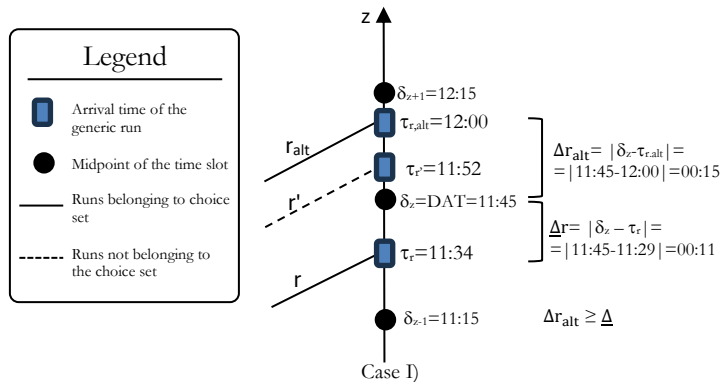 Legend
Arrival time of the
generic run
Midpoint of the time slot
Runs belonging to choice
set
Runs not belonging to
the choice set
z
δz+1=12:15
τr,alt=12:00
ralt
τr'=11:52
r'
δz=DAT=11:45
τr=11:34
r
δz-1=11:15
Case I)
Δralt= |δz-τr.alt|=
=|11:45-12:00|=00:15
Δr= |δz – τr|=
=|11:45-11:29|=00:11
Δralt ≥ Δ